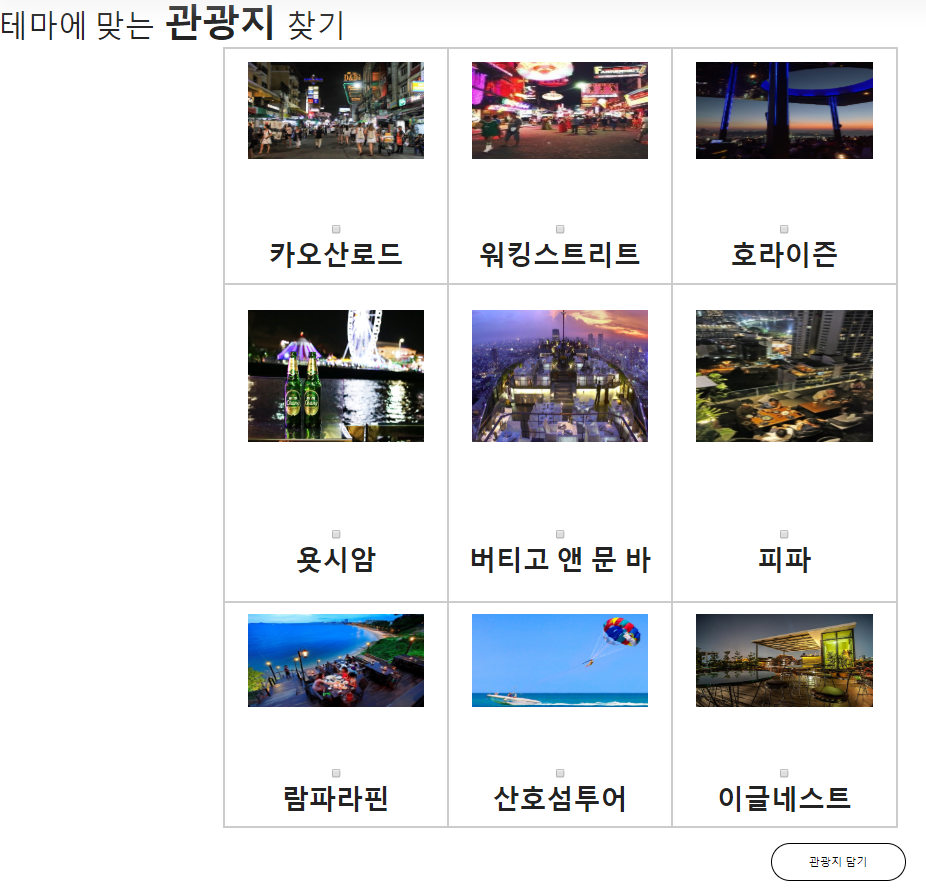 테마에 맞는 관광지 찾기
카오산로드
워킹스트리트
호라이즌
욧시암
버티고 앤 문 바
피파
람파라핀
산호섬투어
이글네스트
관광지 담기